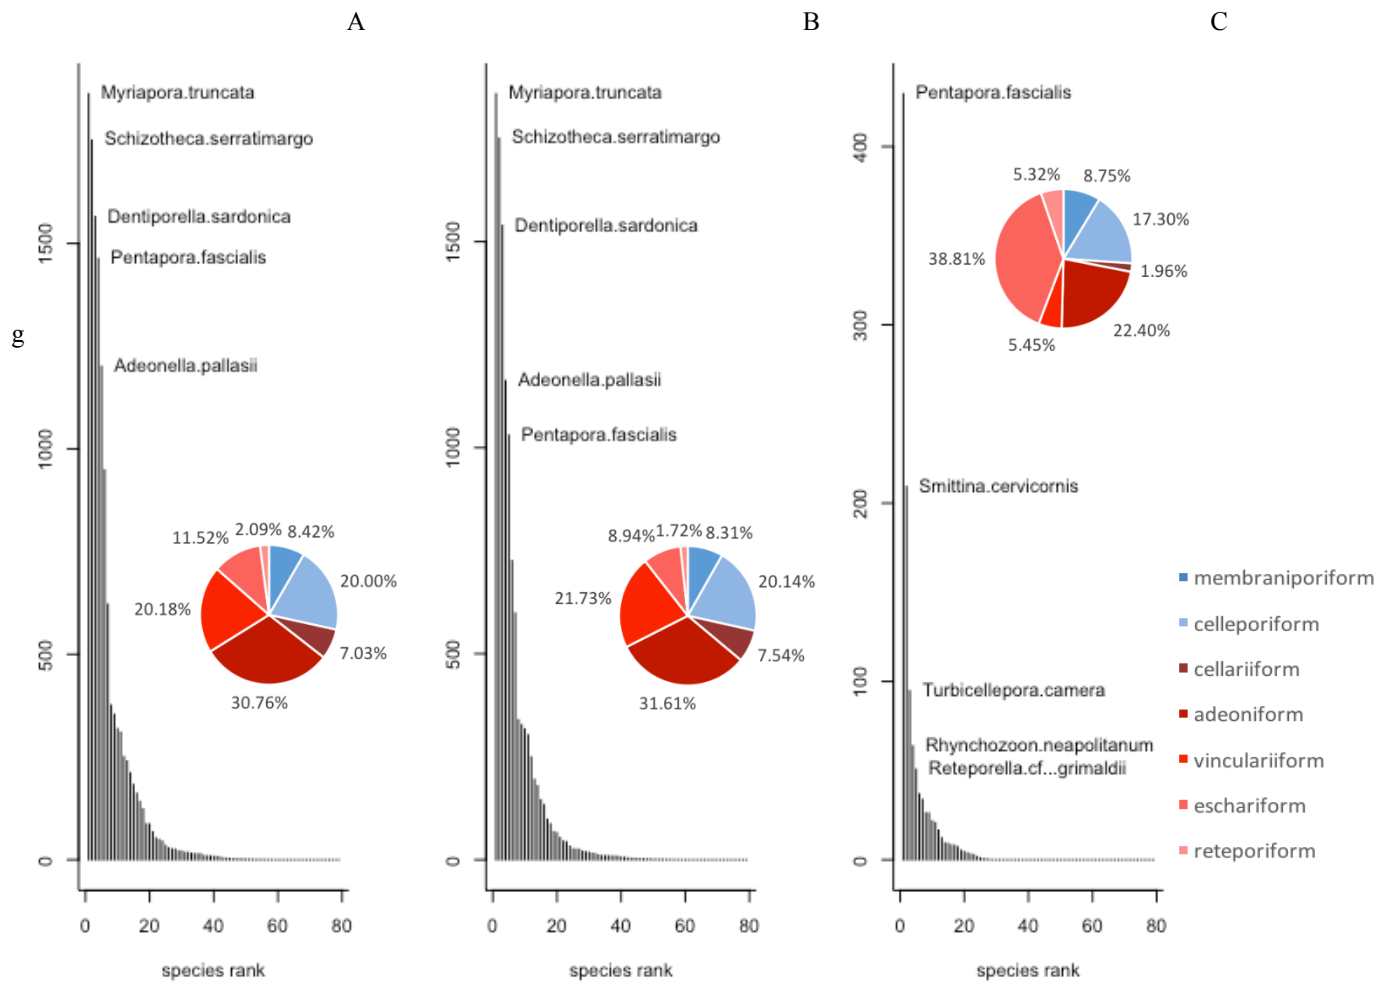 A
B
C
g
Myriapora.truncata
Schizotheca.serratimargo
Dentiporella.sardonica
Pentapora.fascialis
Adeonella.pallasii
1500
1000
500
0
11.52%
2.09%
8.42%
20.00%
7.03%
30.76%
20.18%
0
20
40
60
80
species rank
Myriapora.truncata
Schizotheca.serratimargo
Dentiporella.sardonica
Adeonella.pallasii
Pentapora.fascialis
1500
1000
500
0
8.94%
1.72%
8.31%
20.14%
7.54%
31.61%
21.73%
0
20
40
60
80
species rank
Pentapora.fascialis
Smittina.cervicornis
Turbicellepora.camera
Rhynchozoon.neapolitanum
Reteporella.cf...grimaldii
400
300
200
100
0
5.32%
8.75%
17.30%
1.96%
22.40%
5.45%
38.81%
0
20
40
60
80
species rank
membraniporiform
celleporiform
cellariiform
adeoniform
vinculariiform
eschariform
reteporiform